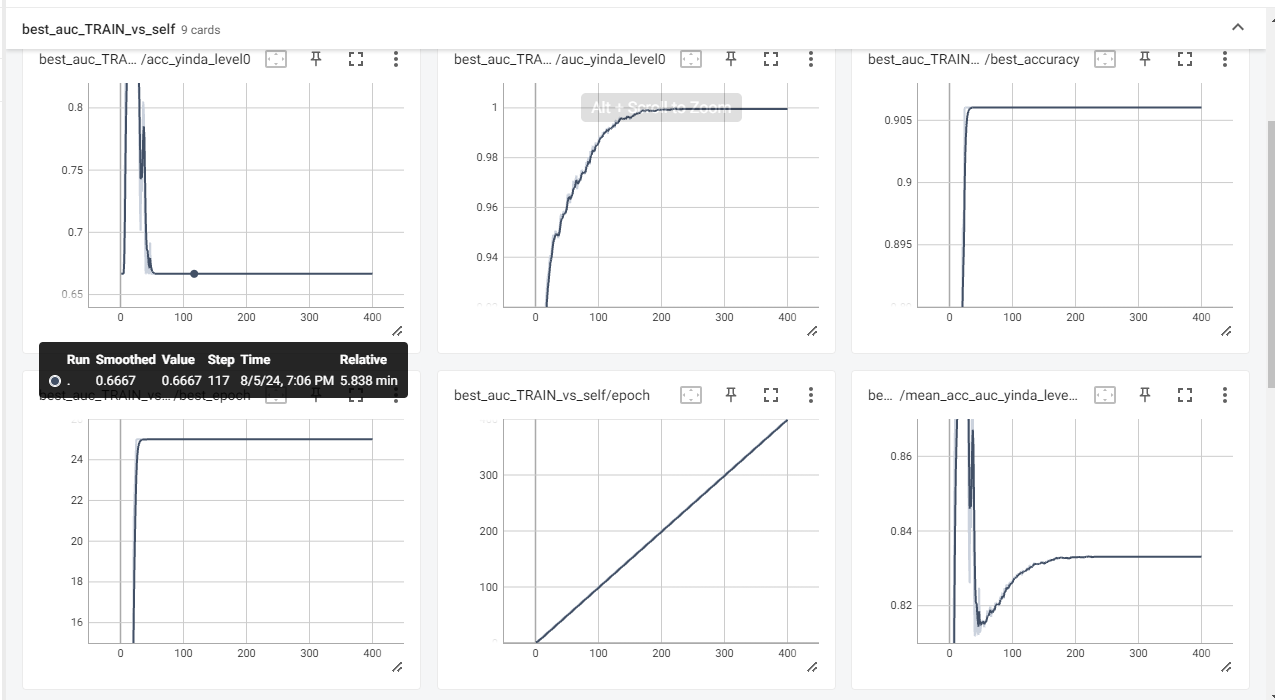 best_auc_TRAIN_vs_self 9 cards
best_auc_TRA... /acc_yinda_level0
0.8
0.75
0.7
0.65
0 100 200 300 400
best_auc_TRA... /auc_yinda_level0
Alt + Scroll to Zoom
1
0.98
0.96
0.94
0 100 200 300 400
best_auc_TRAIN... /best_accuracy
0.905
0.9
0.895
0 100 200 300 400
Run Smoothed Value Step Time Relative
. 0.6667 0.6667 117 8/5/24, 7:06 PM 5.838 min
best_auc_TRAIN_vs... /best_epoch
24
22
20
18
16
0 100 200 300 400
best_auc_TRAIN_vs_self/epoch
300
200
100
0 100 200 300 400
be... /mean_acc_auc_yinda_leve...
0.86
0.84
0.82
0 100 200 300 400